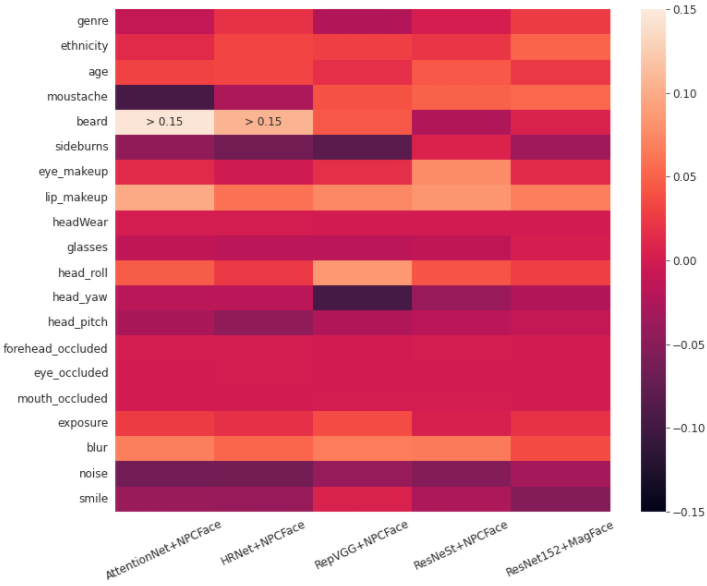 genre
ethnicity
age
moustache
beard
> 0.15 > 0.15
sideburns
eye_makeup
lip_makeup
headWear
glasses
head_roll
head_yaw
head_pitch
forehead_occluded
eye_occluded
mouth_occluded
exposure
blur
noise
smile
AttentionNet+NPCFace
HRNet+NPCFace
RepVGG+NPCFace
ResNeSt+NPCFace
ResNet152+MagFace
0.15
0.10
0.05
0.00
−0.05
−0.10
−0.15